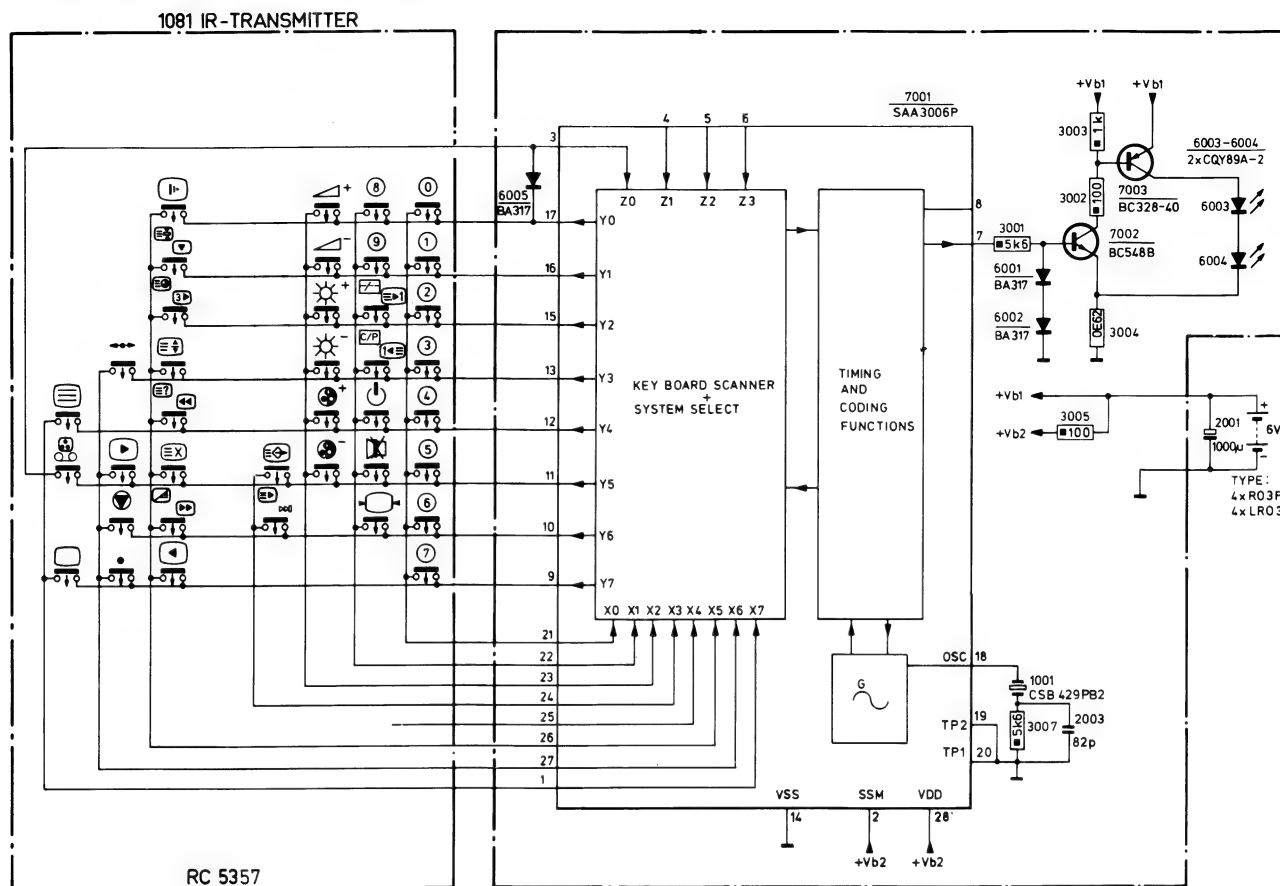 1081 IR-TRANSMITTER
7001
SAA3006P
+Vb1
+Vb1
3003
1k
6003-6004
2xCQY89A-2
3
4
5
6
6005
BA317
Z0
Z1
Z2
Z3
3002
100
7003
BC328-40
6003
8
7
3001
5k6
7002
BC548B
6004
6001
BA317
6002
BA317
0E62
3004
+
8
0
17
Y0
-
9
1
16
Y1
3
+
1
2
15
Y2
-
C/P
1
3
13
Y3
?
+
4
12
Y4
X
-
5
11
Y5
6
10
Y6
7
9
Y7
KEY BOARD SCANNER
+
SYSTEM SELECT
TIMING
AND
CODING
FUNCTIONS
+Vb1
+Vb2
3005
100
2001
1000µ
+
6V
-
TYPE:
4xR03P
4xLR03
X0 X1 X2 X3 X4 X5 X6 X7
21
22
23
24
25
26
27
1
G
OSC
18
1001
CSB 429PB2
TP2
19
5k6
3007
2003
82p
TP1
20
VSS
14
SSM
2
VDD
28
+Vb2
+Vb2
RC 5357